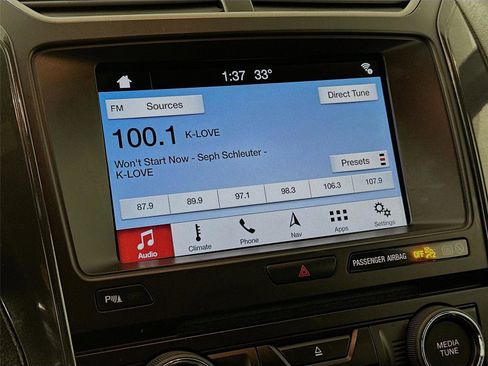 1:37 33°
FM Sources
Direct Tune
100.1 K-LOVE
Won't Start Now - Seph Schleuter -
K-LOVE
Presets
87.9 89.9 97.1 98.3 106.3 107.9
Audio Climate Phone Nav Apps Settings
PASSENGER AIRBAG OFF
MEDIA
TUNE